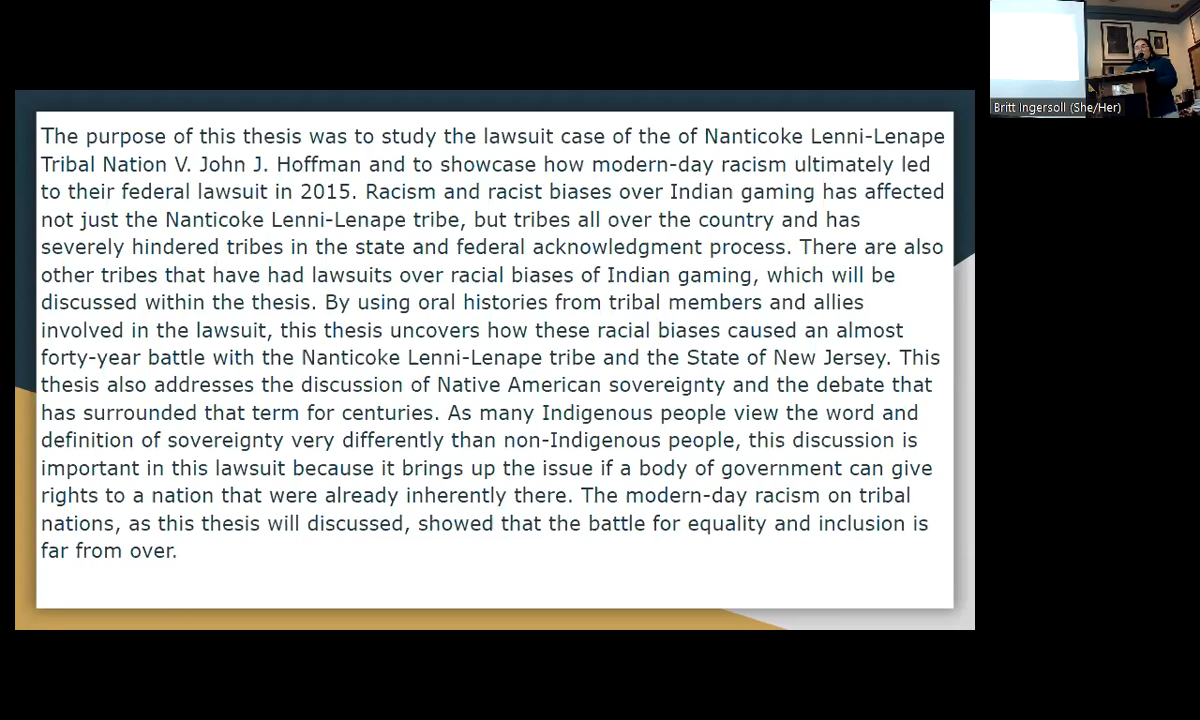 The purpose of this thesis was to study the lawsuit case of the of Nanticoke Lenni-Lenape
Tribal Nation V. John J. Hoffman and to showcase how modern-day racism ultimately led
to their federal lawsuit in 2015. Racism and racist biases over Indian gaming has affected
not just the Nanticoke Lenni-Lenape tribe, but tribes all over the country and has
severely hindered tribes in the state and federal acknowledgment process. There are also
other tribes that have had lawsuits over racial biases of Indian gaming, which will be
discussed within the thesis. By using oral histories from tribal members and allies
involved in the lawsuit, this thesis uncovers how these racial biases caused an almost
forty-year battle with the Nanticoke Lenni-Lenape tribe and the State of New Jersey. This
thesis also addresses the discussion of Native American sovereignty and the debate that
has surrounded that term for centuries. As many Indigenous people view the word and
definition of sovereignty very differently than non-Indigenous people, this discussion is
important in this lawsuit because it brings up the issue if a body of government can give
rights to a nation that were already inherently there. The modern-day racism on tribal
nations, as this thesis will discussed, showed that the battle for equality and inclusion is
far from over.
Britt Ingersoll (She/Her)